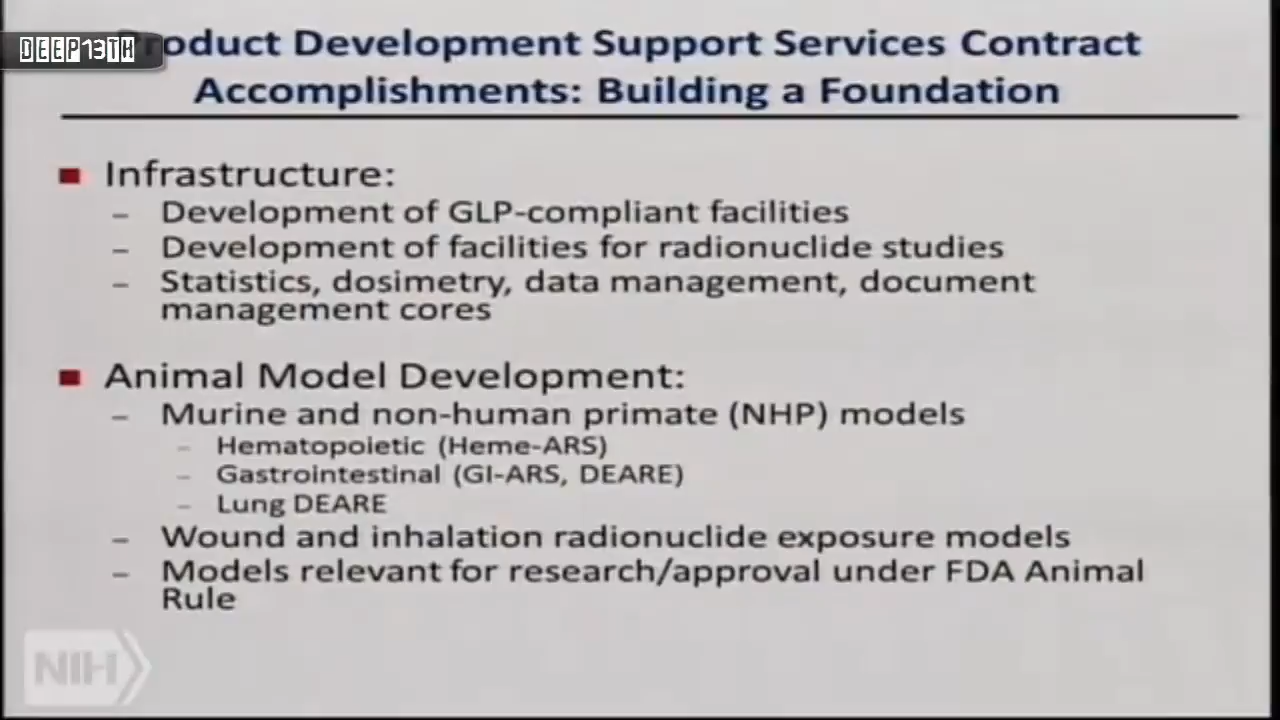 DEEP13TH
roduct Development Support Services Contract
Accomplishments: Building a Foundation
Infrastructure:
– Development of GLP-compliant facilities
– Development of facilities for radionuclide studies
– Statistics, dosimetry, data management, document
management cores
Animal Model Development:
– Murine and non-human primate (NHP) models
– Hematopoietic (Heme-ARS)
– Gastrointestinal (GI-ARS, DEARE)
– Lung DEARE
– Wound and inhalation radionuclide exposure models
– Models relevant for research/approval under FDA Animal
Rule
NIH